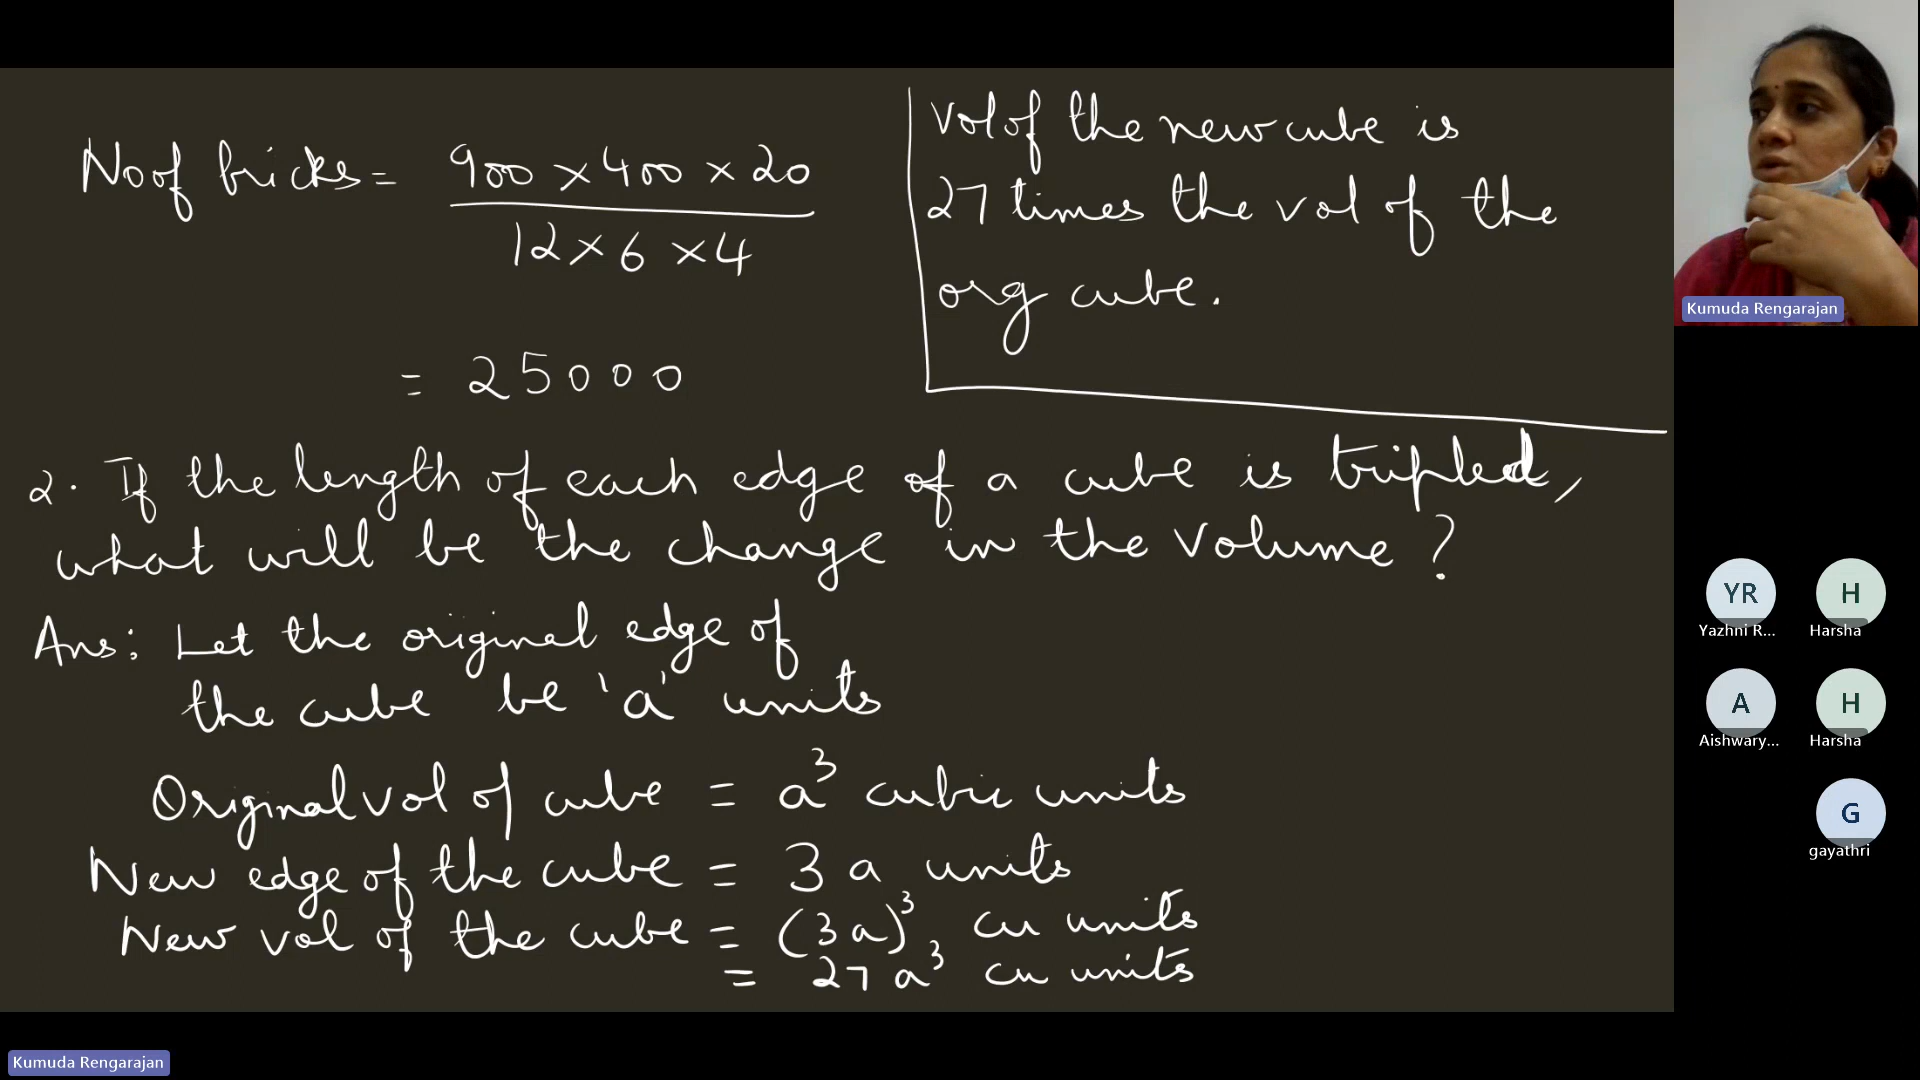 No of bricks = 900 × 400 × 20
12 × 6 × 4
= 25000
Vol of the new cube is
27 times the vol of the
org cube.
2. If the length of each edge of a cube is tripled,
what will be the change in the volume?
Ans: Let the original edge of
the cube be 'a' units
Original vol of cube = a³ cubic units
New edge of the cube = 3a units
New vol of the cube = (3a)³ cu units
= 27a³ cu units
Kumuda Rengarajan
YR
Yazhni R...
H
Harsha
A
Aishwary...
H
Harsha
G
gayathri
Kumuda Rengarajan